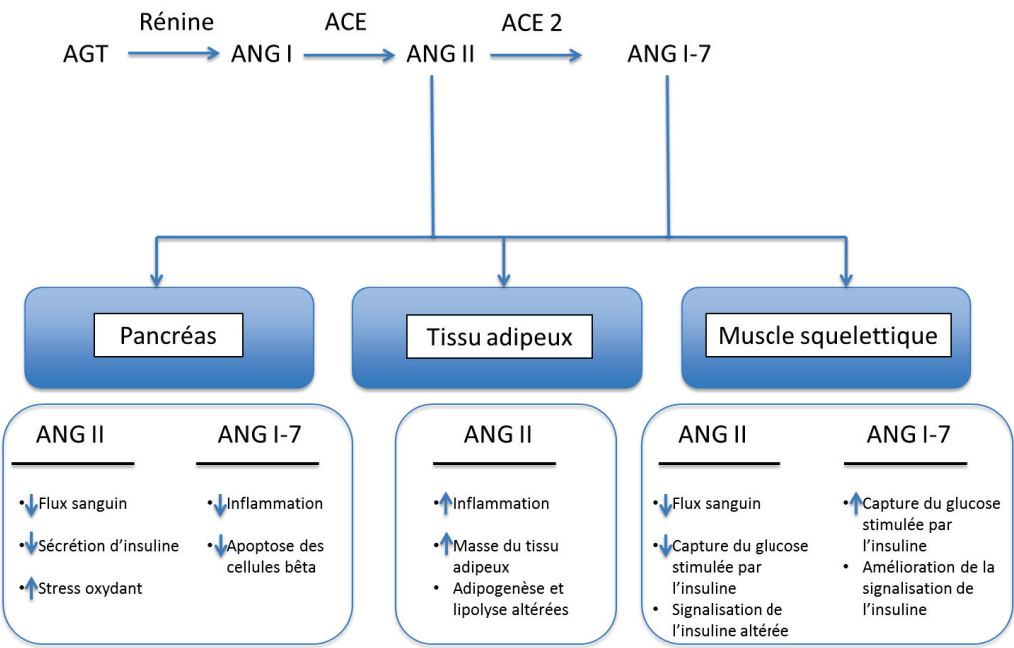 Rénine ACE ACE 2
AGT ANG I ANG II ANG I-7
Pancréas
Tissu adipeux
Muscle squelettique
ANG II
• Flux sanguin
• Sécrétion d’insuline
• Stress oxydant
ANG I-7
• Inflammation
• Apoptose des
cellules bêta
ANG II
• Inflammation
• Masse du tissu
adipeux
• Adipogenèse et
lipolyse altérées
ANG II
• Flux sanguin
• Capture du glucose
stimulée par
l’insuline
• Signalisation de
l’insuline altérée
ANG I-7
• Capture du glucose
stimulée par
l’insuline
• Amélioration de la
signalisation de
l’insuline